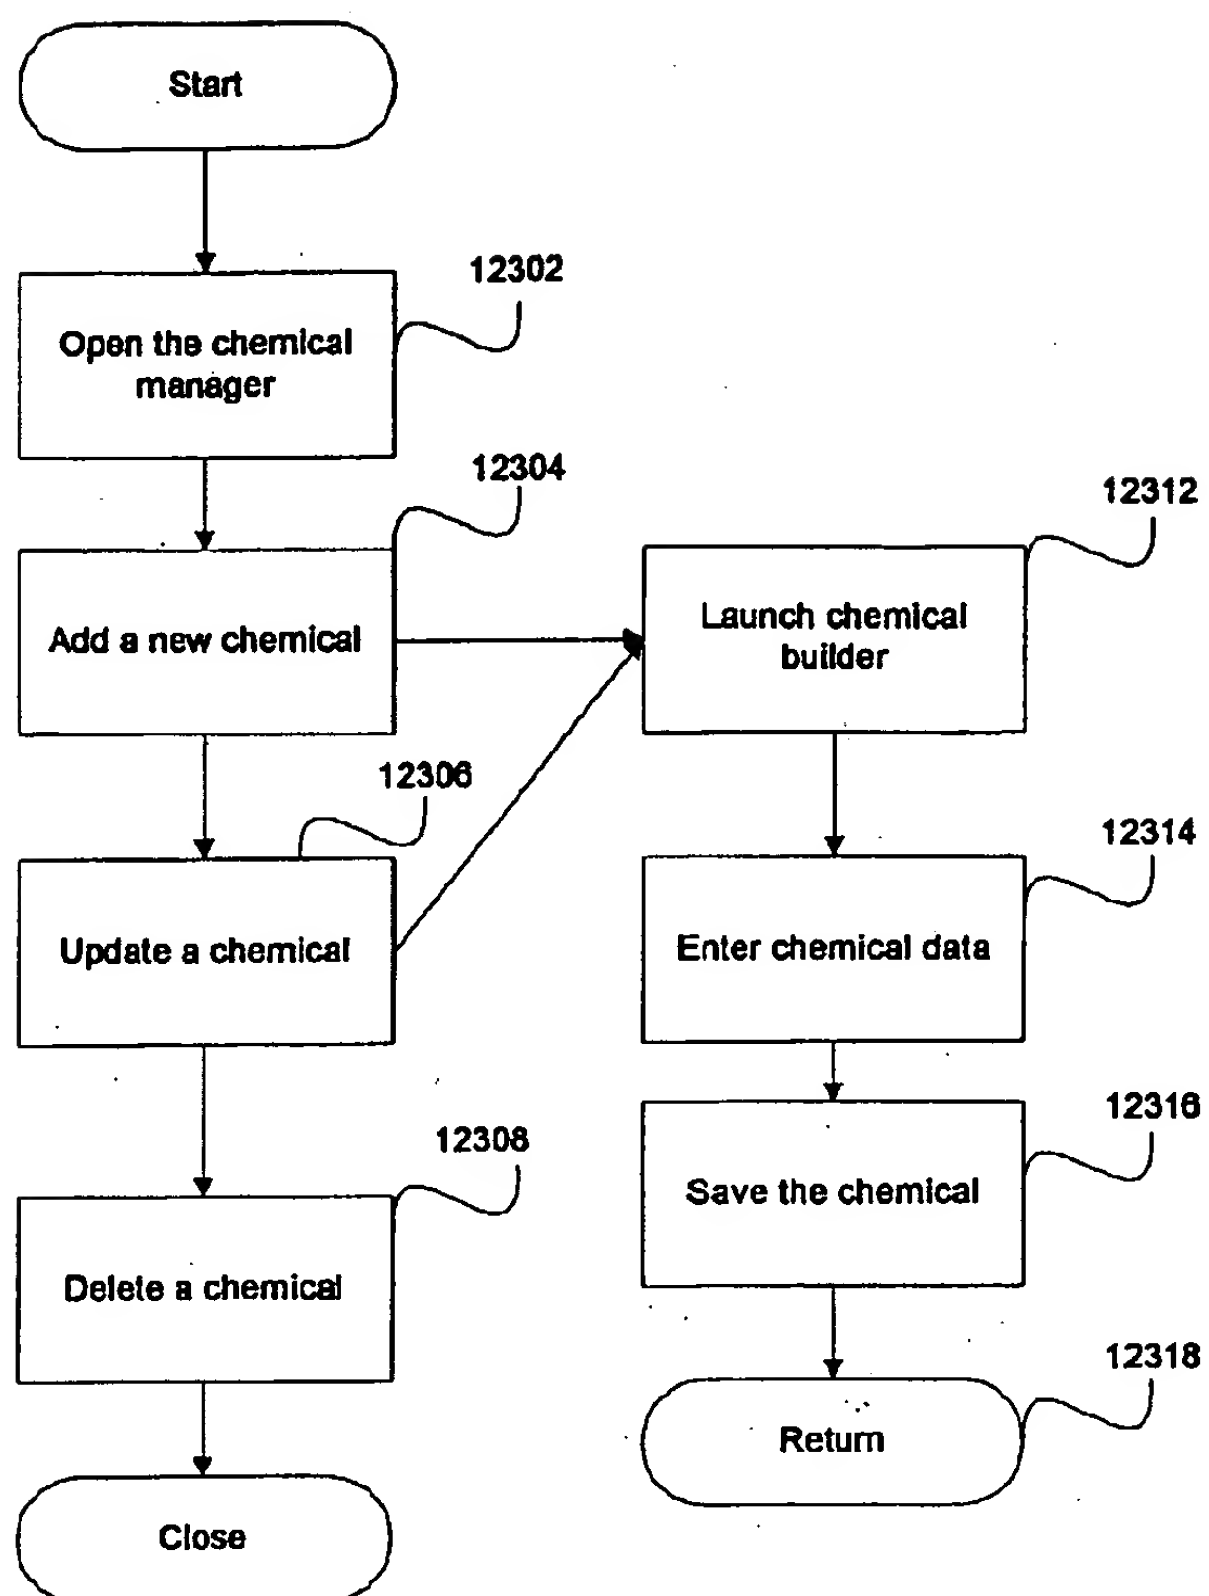 Start
12302
Open the chemical
manager
12304
Add a new chemical
12306
Update a chemical
12308
Delete a chemical
Close
12312
Launch chemical
builder
12314
Enter chemical data
12316
Save the chemical
12318
Return